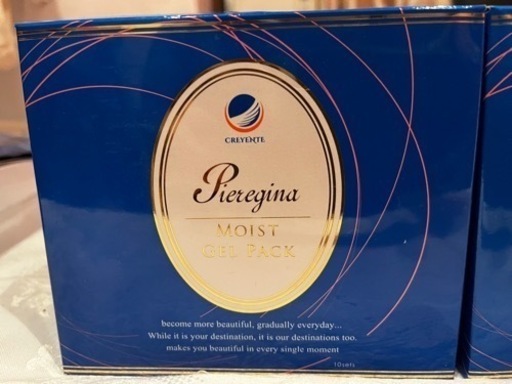 CREYENTE
Pieregina
MOIST
GEL PACK
become more beautiful, gradually everyday...
While it is your destination, it is our destinations too.
makes you beautiful in every single moment
10sets